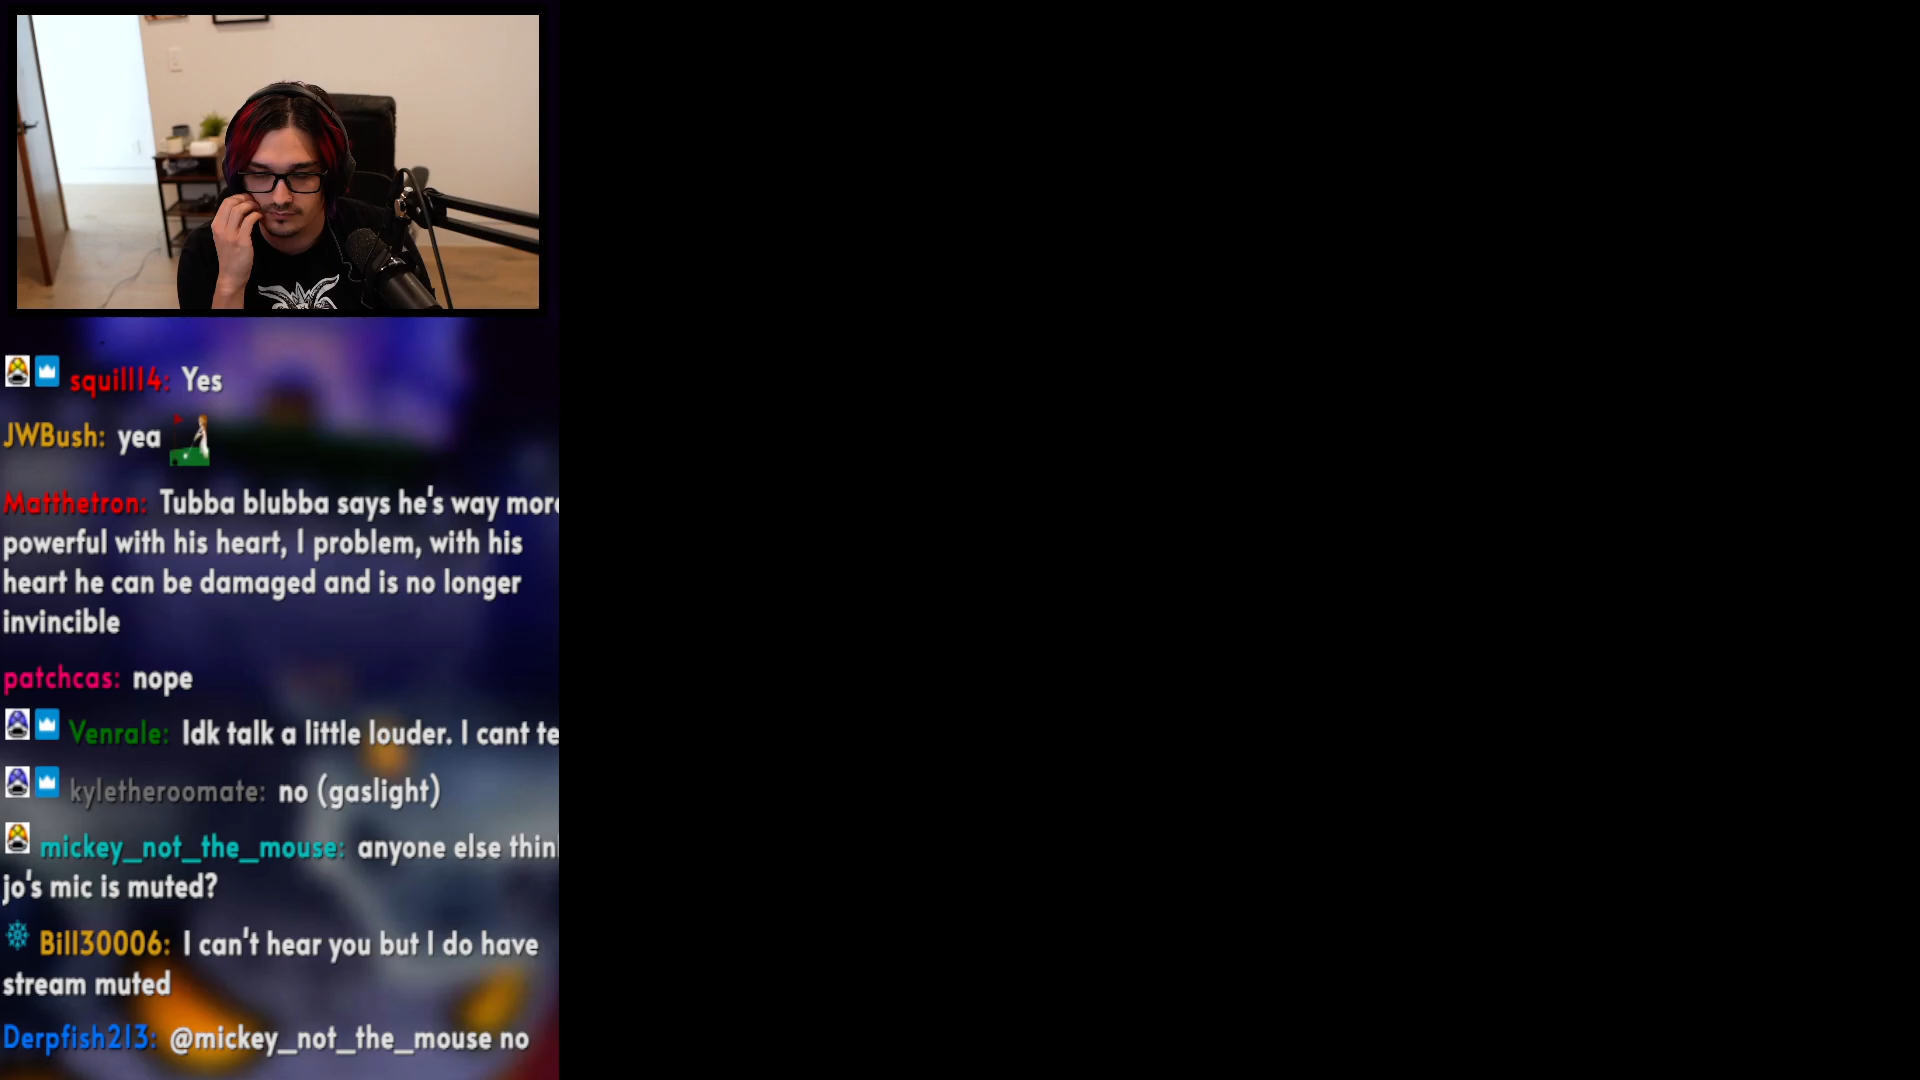 squilll4: Yes
JWBush: yea
Matthetron: Tubba blubba says he's way more
powerful with his heart, 1 problem, with his
heart he can be damaged and is no longer
invincible
patchcas: nope
Venrale: Idk talk a little louder. I cant te
kyletheroomate: no (gaslight)
mickey_not_the_mouse: anyone else think
jo's mic is muted?
Bill30006: I can't hear you but I do have
stream muted
Derpfish213: @mickey_not_the_mouse no